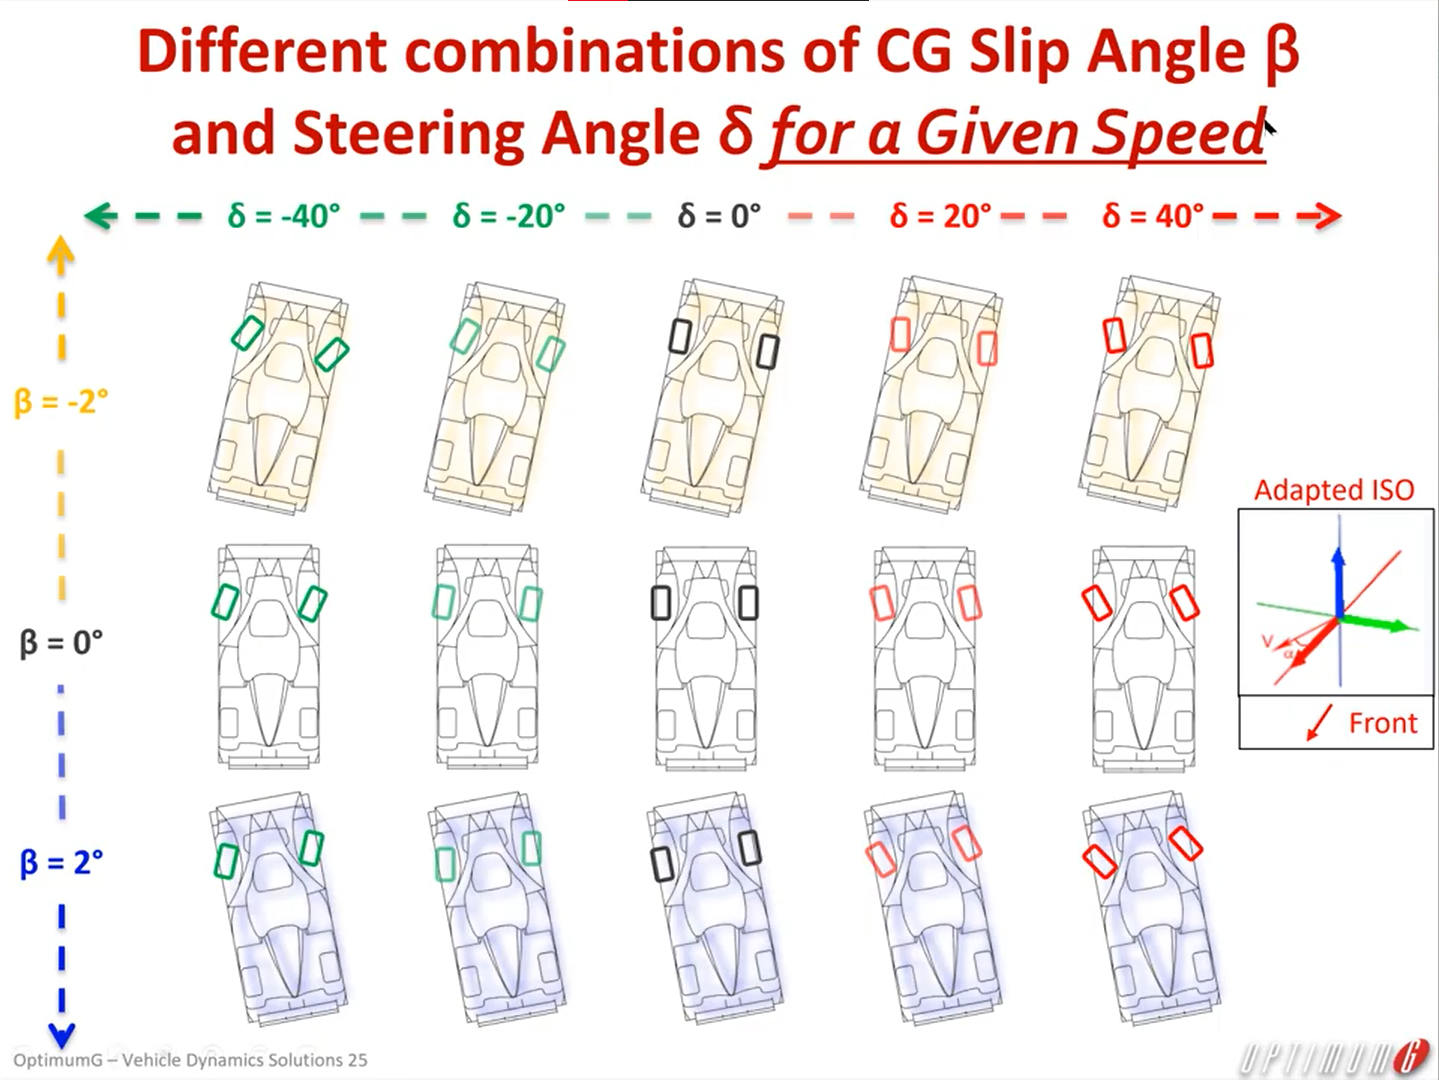 Different combinations of CG Slip Angle β
and Steering Angle δ for a Given Speed
δ = -40°
δ = -20°
δ = 0°
δ = 20°
δ = 40°
β = -2°
Adapted ISO
V
α
β = 0°
Front
β = 2°
OptimumG – Vehicle Dynamics Solutions 25
OPTIMUMG